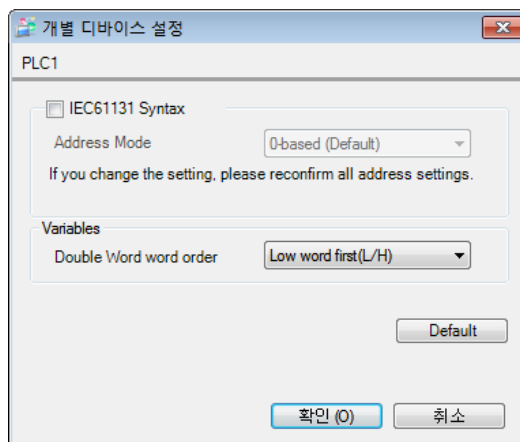 개별 디바이스 설정
PLC1
IEC61131 Syntax
Address Mode 0-based (Default)
If you change the setting, please reconfirm all address settings.
Variables
Double Word word order Low word first(L/H)
Default
확인 (O) 취소